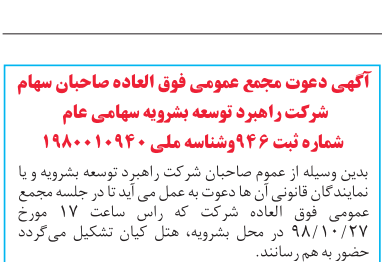 آگهی دعوت مجمع عمومی فوق العاده صاحبان سهام
شرکت راهبرد توسعه بشرویه سهامی عام
شماره ثبت ۹۴۶وشناسه ملی ۱۹۸۰۰۱۰۹۴۰
بدین وسیله از عموم صاحبان شرکت راهبرد توسعه بشرویه و یا
نمایندگان قانونی آن ها دعوت به عمل می آید تا در جلسه مجمع
عمومی فوق العاده شرکت که راس ساعت ۱۷ مورخ
۹۸/۱۰/۲۷ در محل بشرویه، هتل کیان تشکیل می‌گردد
حضور به هم رسانند.